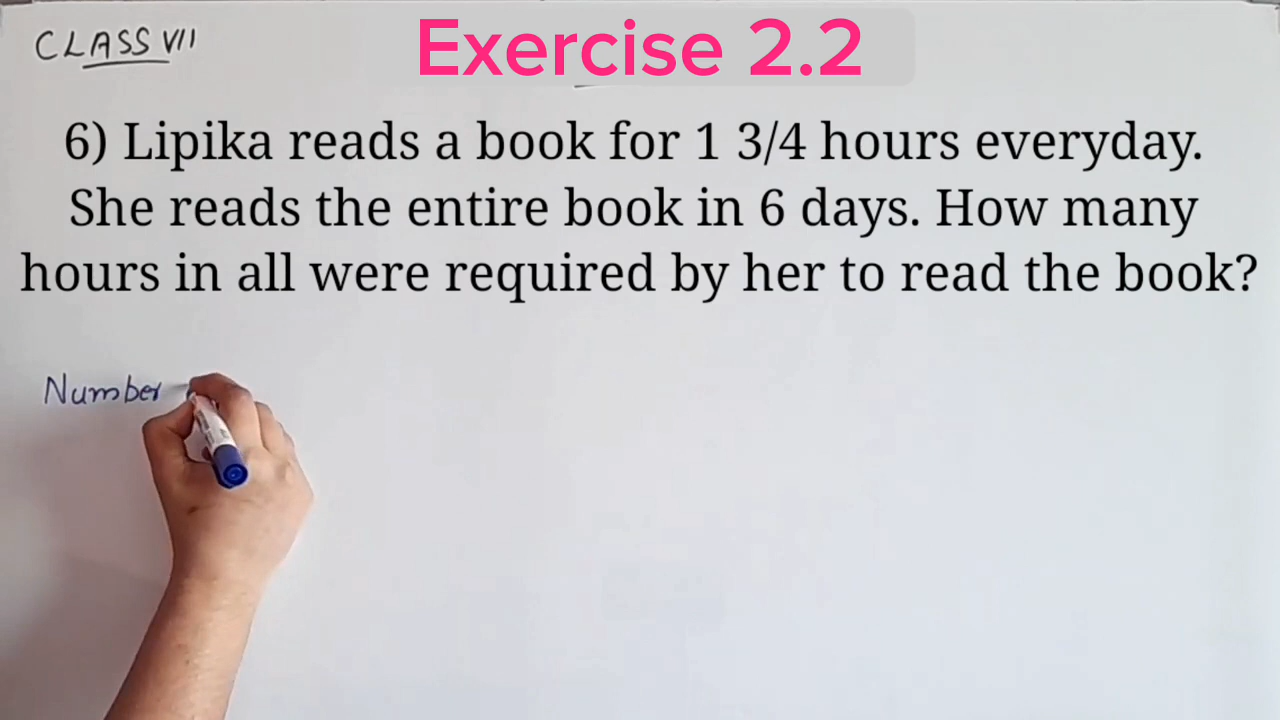 CLASS VII
Exercise 2.2
6) Lipika reads a book for 1 3/4 hours everyday.
She reads the entire book in 6 days. How many
hours in all were required by her to read the book?
Number